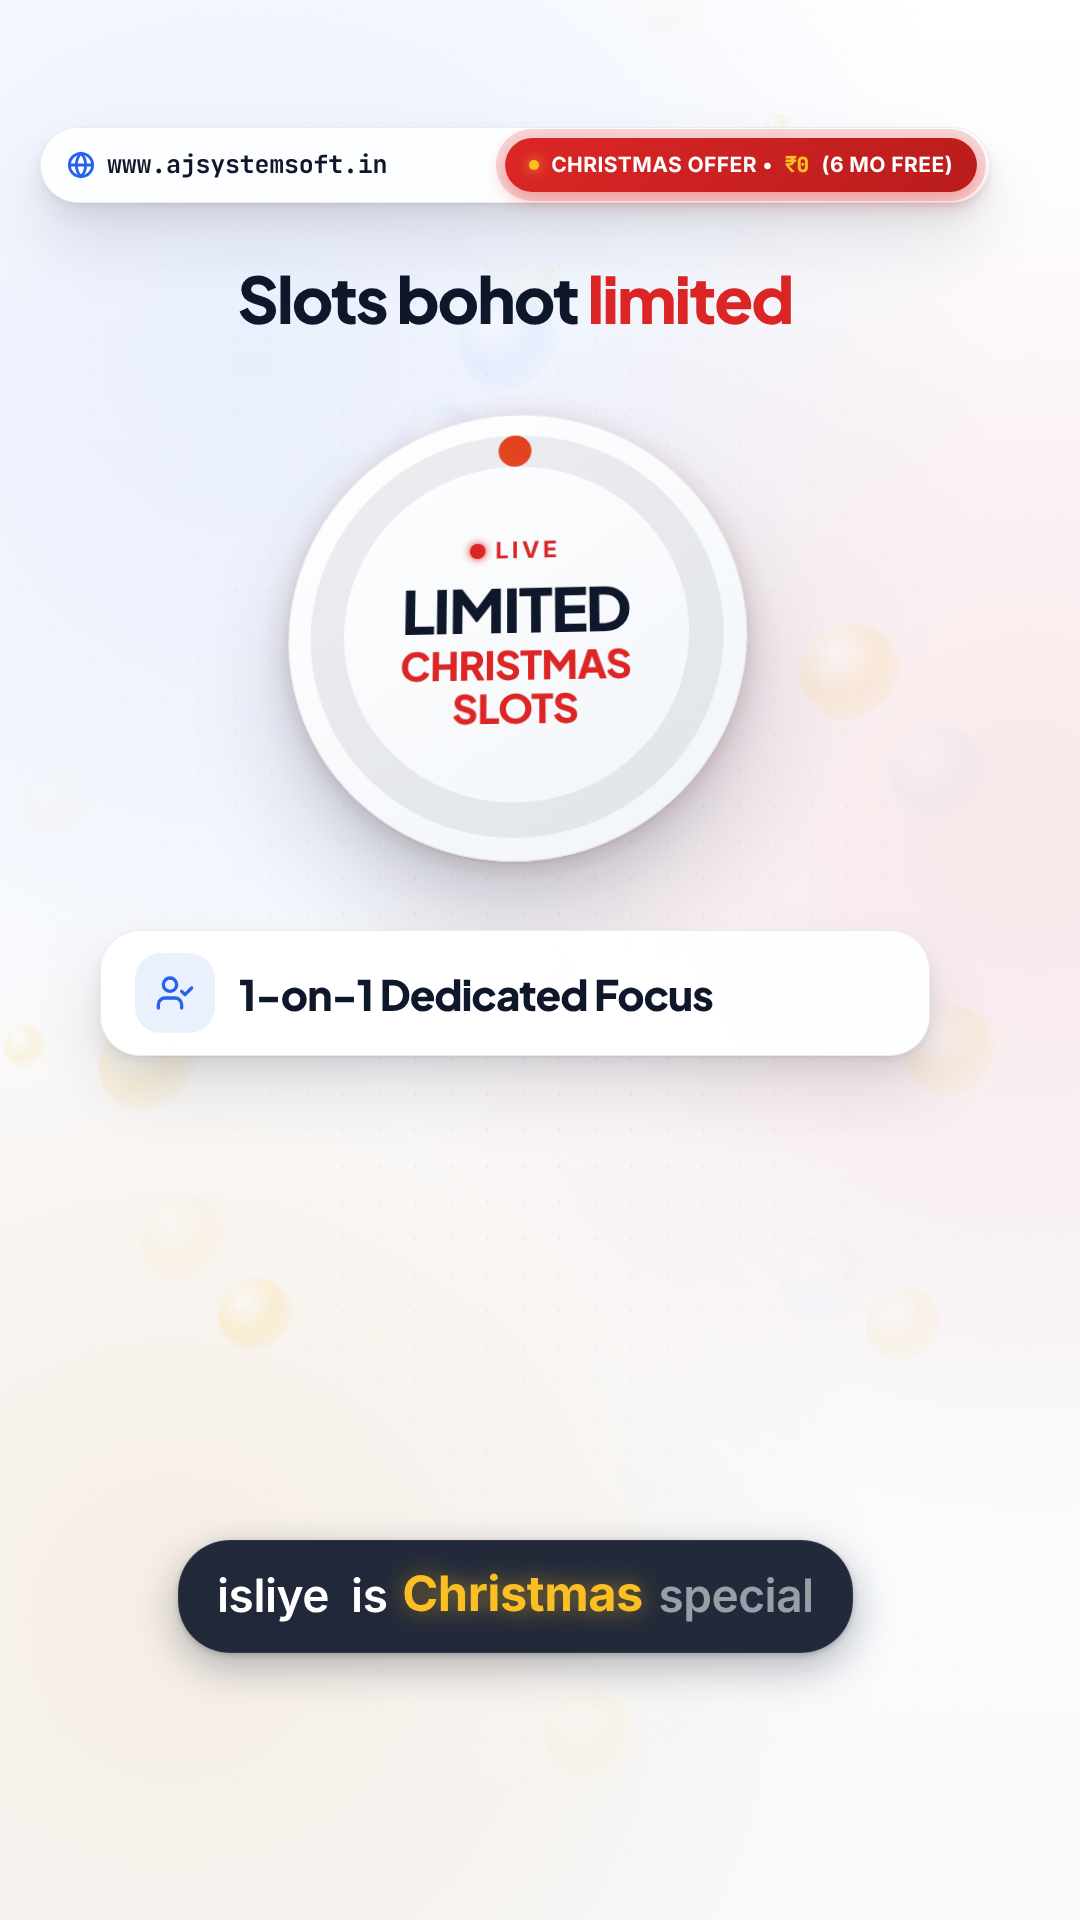 www.ajsystemsoft.in
CHRISTMAS OFFER • ₹0 (6 MO FREE)
Slots bohot limited
LIVE
LIMITED
CHRISTMAS
SLOTS
1-on-1 Dedicated Focus
isliye is Christmas special